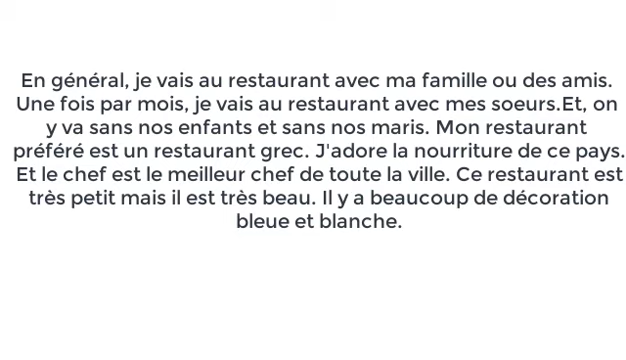 En général, je vais au restaurant avec ma famille ou des amis.
Une fois par mois, je vais au restaurant avec mes soeurs.Et, on
y va sans nos enfants et sans nos maris. Mon restaurant
préféré est un restaurant grec. J'adore la nourriture de ce pays.
Et le chef est le meilleur chef de toute la ville. Ce restaurant est
très petit mais il est très beau. Il y a beaucoup de décoration
bleue et blanche.